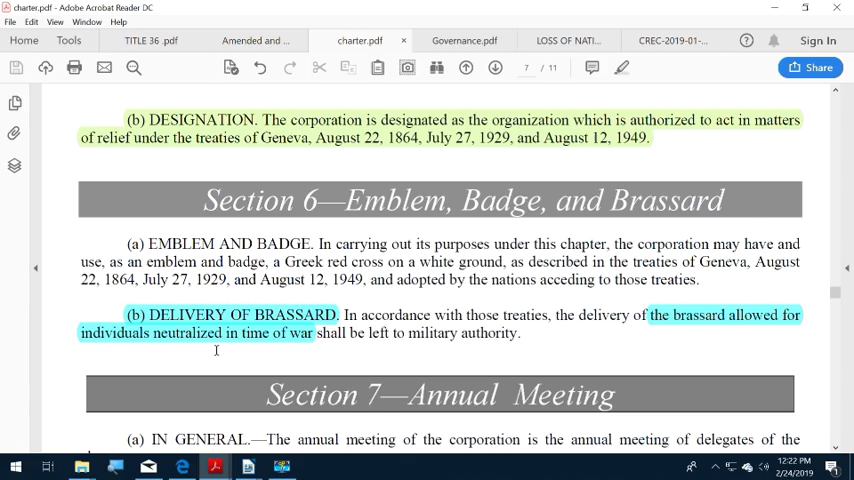 charter.pdf - Adobe Acrobat Reader DC
File Edit View Window Help
Home Tools TITLE 36 .pdf Amended and ... charter.pdf × Governance.pdf LOSS OF NATI... CREC-2019-01-... Sign In
7 / 11 Share
(b) DESIGNATION. The corporation is designated as the organization which is authorized to act in matters
of relief under the treaties of Geneva, August 22, 1864, July 27, 1929, and August 12, 1949.
Section 6—Emblem, Badge, and Brassard
(a) EMBLEM AND BADGE. In carrying out its purposes under this chapter, the corporation may have and
use, as an emblem and badge, a Greek red cross on a white ground, as described in the treaties of Geneva, August
22, 1864, July 27, 1929, and August 12, 1949, and adopted by the nations acceding to those treaties.
(b) DELIVERY OF BRASSARD. In accordance with those treaties, the delivery of the brassard allowed for
individuals neutralized in time of war shall be left to military authority.
Section 7—Annual Meeting
(a) IN GENERAL.—The annual meeting of the corporation is the annual meeting of delegates of the
12:22 PM
2/24/2019